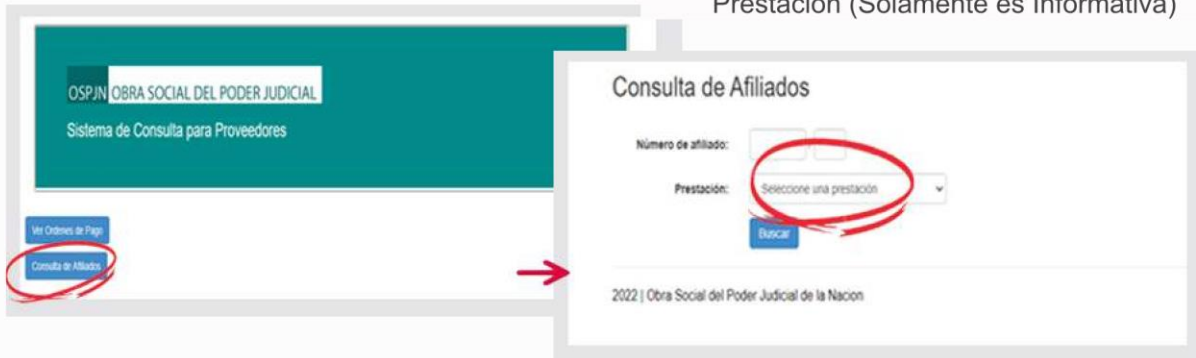 Prestación (Solamente es Informativa)
OSPJN OBRA SOCIAL DEL PODER JUDICIAL
Sistema de Consulta para Proveedores
Ver Ordenes de Pago
Consulta de Afiliados
Consulta de Afiliados
Número de afiliado:
Prestación: Seleccione una prestación
Buscar
2022 | Obra Social del Poder Judicial de la Nacion